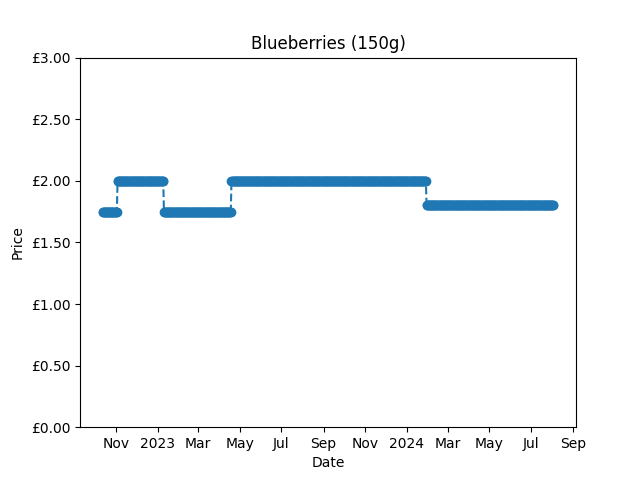 Blueberries (150g)
£3.00
£2.50
£2.00
£1.50
£1.00
£0.50
£0.00
Price
Nov 2023 Mar May Jul Sep Nov 2024 Mar May Jul Sep
Date